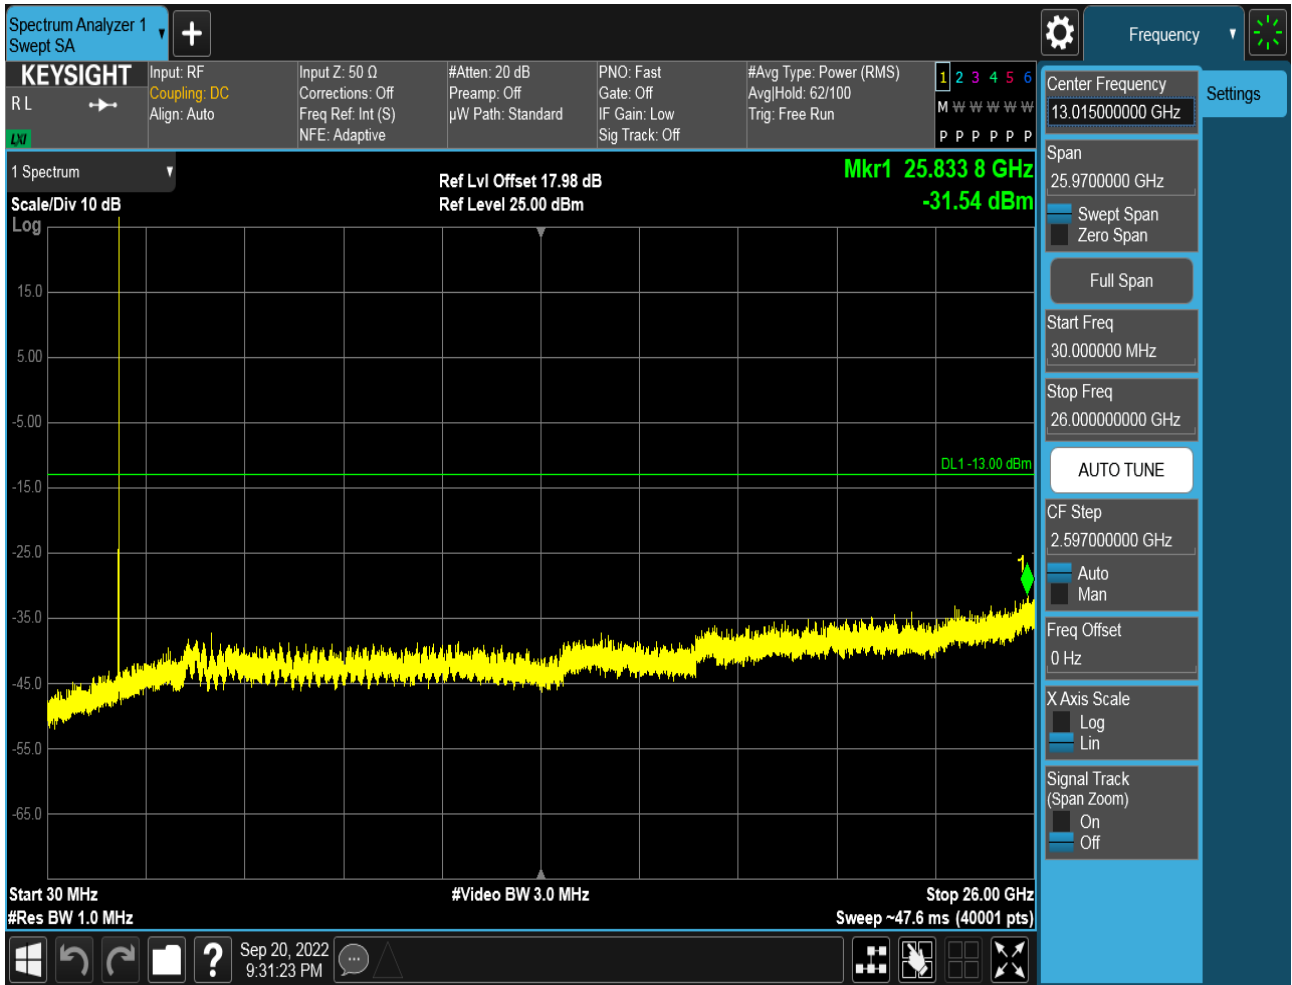 Spectrum Analyzer 1
Swept SA
Frequency
KEYSIGHT
R L
LXI
Input: RF
Coupling: DC
Align: Auto
Input Z: 50 Ω
Corrections: Off
Freq Ref: Int (S)
NFE: Adaptive
#Atten: 20 dB
Preamp: Off
µW Path: Standard
PNO: Fast
Gate: Off
IF Gain: Low
Sig Track: Off
#Avg Type: Power (RMS)
Avg|Hold: 62/100
Trig: Free Run
1 2 3 4 5 6
M W W W W W
P P P P P P
1 Spectrum
Scale/Div 10 dB
Log
Ref Lvl Offset 17.98 dB
Ref Level 25.00 dBm
Mkr1 25.833 8 GHz
-31.54 dBm
15.0
5.00
-5.00
DL1 -13.00 dBm
-15.0
-25.0
1
-35.0
-45.0
-55.0
-65.0
Start 30 MHz
#Video BW 3.0 MHz
Stop 26.00 GHz
#Res BW 1.0 MHz
Sweep ~47.6 ms (40001 pts)
Center Frequency
13.015000000 GHz
Settings
Span
25.9700000 GHz
Swept Span
Zero Span
Full Span
Start Freq
30.000000 MHz
Stop Freq
26.000000000 GHz
AUTO TUNE
CF Step
2.597000000 GHz
Auto
Man
Freq Offset
0 Hz
X Axis Scale
Log
Lin
Signal Track
(Span Zoom)
On
Off
?
Sep 20, 2022
9:31:23 PM